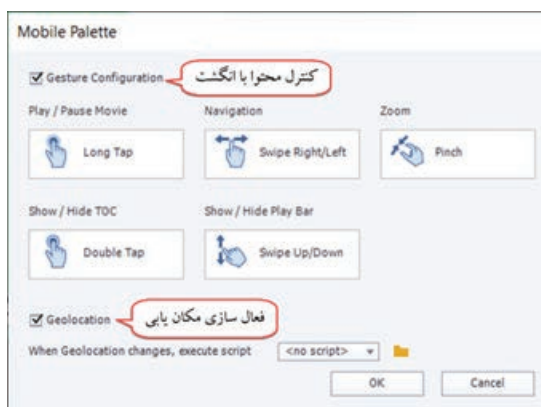 Mobile Palette
Gesture Configuration
کنترل محتوا با انگشت
Play / Pause Movie
Navigation
Zoom
Long Tap
Swipe Right/Left
Pinch
Show / Hide TOC
Show / Hide Play Bar
Double Tap
Swipe Up/Down
Geolocation
فعال سازی مکان یابی
When Geolocation changes, execute script
<no script>
OK
Cancel